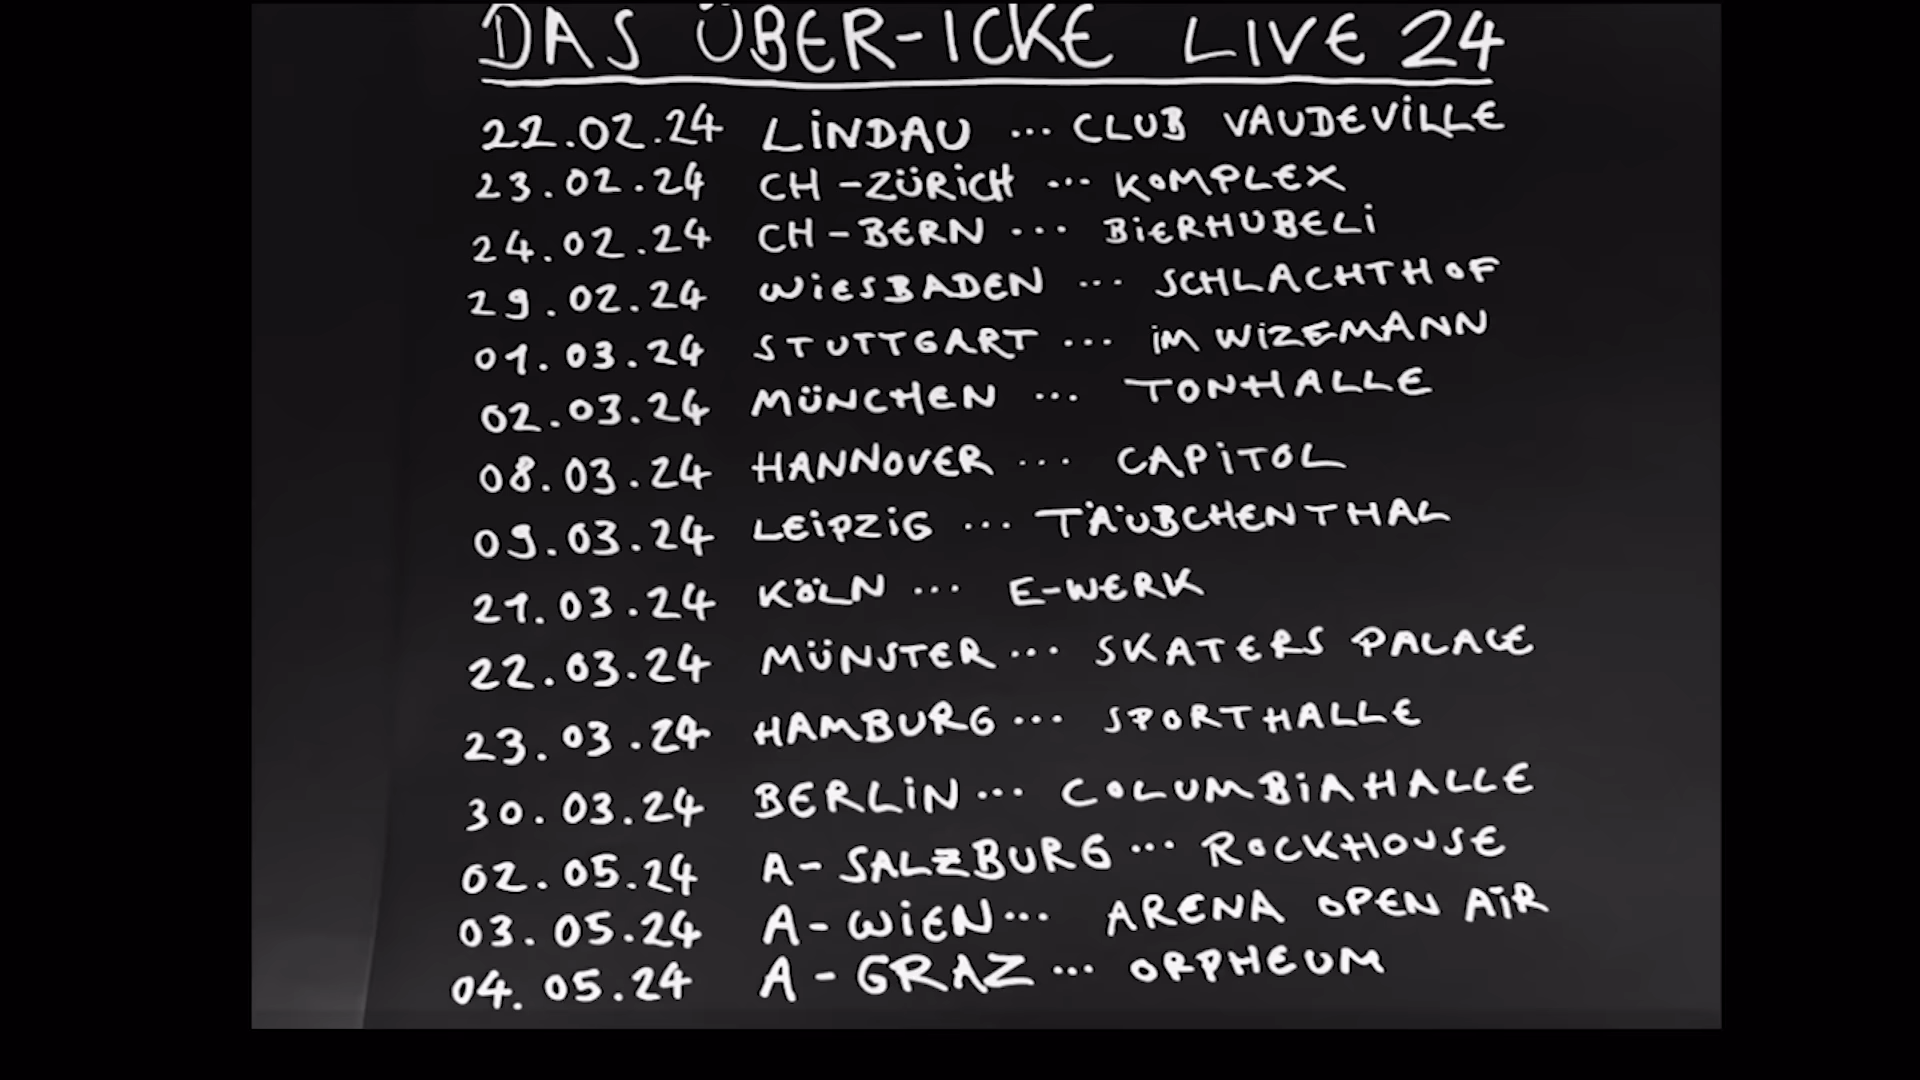 DAS ÜBER-ICKE LIVE 24
22.02.24 LINDAU ... CLUB VAUDEVILLE
23.02.24 CH-ZÜRICH ... KOMPLEX
24.02.24 CH-BERN ... BIERHUBELI
29.02.24 WIESBADEN ... SCHLACHTHOF
01.03.24 STUTTGART ... IM WIZEMANN
02.03.24 MÜNCHEN ... TONHALLE
08.03.24 HANNOVER ... CAPITOL
09.03.24 LEIPZIG ... TÄUBCHENTHAL
21.03.24 KÖLN ... E-WERK
22.03.24 MÜNSTER ... SKATERS PALACE
23.03.24 HAMBURG ... SPORTHALLE
30.03.24 BERLIN ... COLUMBIAHALLE
02.05.24 A-SALZBURG ... ROCKHOUSE
03.05.24 A-WIEN ... ARENA OPEN AIR
04.05.24 A-GRAZ ... ORPHEUM